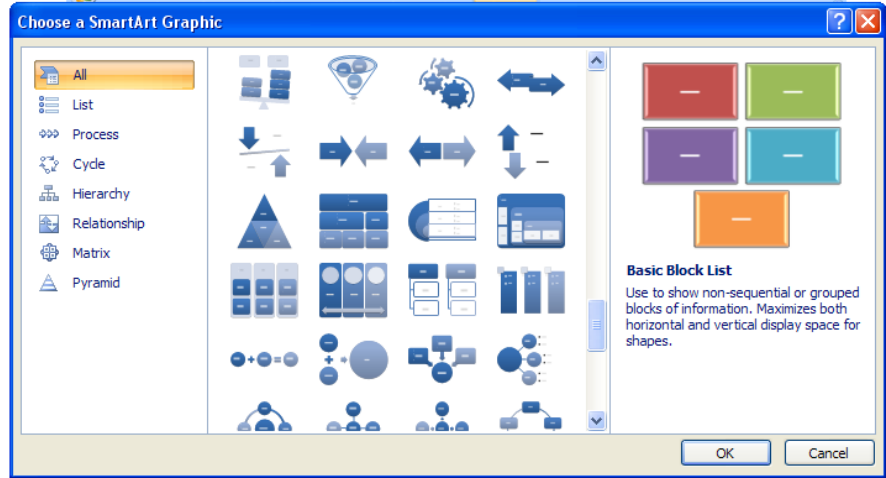 Choose a SmartArt Graphic
All
List
Process
Cycle
Hierarchy
Relationship
Matrix
Pyramid
Basic Block List
Use to show non-sequential or grouped
blocks of information. Maximizes both
horizontal and vertical display space for
shapes.
OK
Cancel